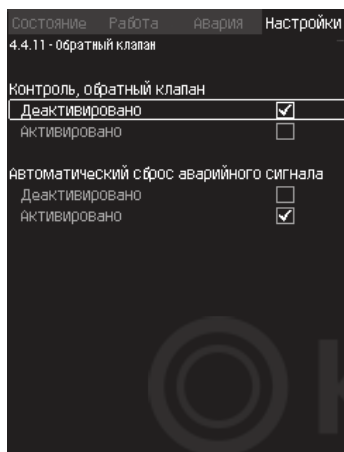 Состояние Работа Авария Настройки
4.4.11 - Обратный клапан
Контроль, обратный клапан
Деактивировано
Активировано
Автоматический сброс аварийного сигнала
Деактивировано
Активировано